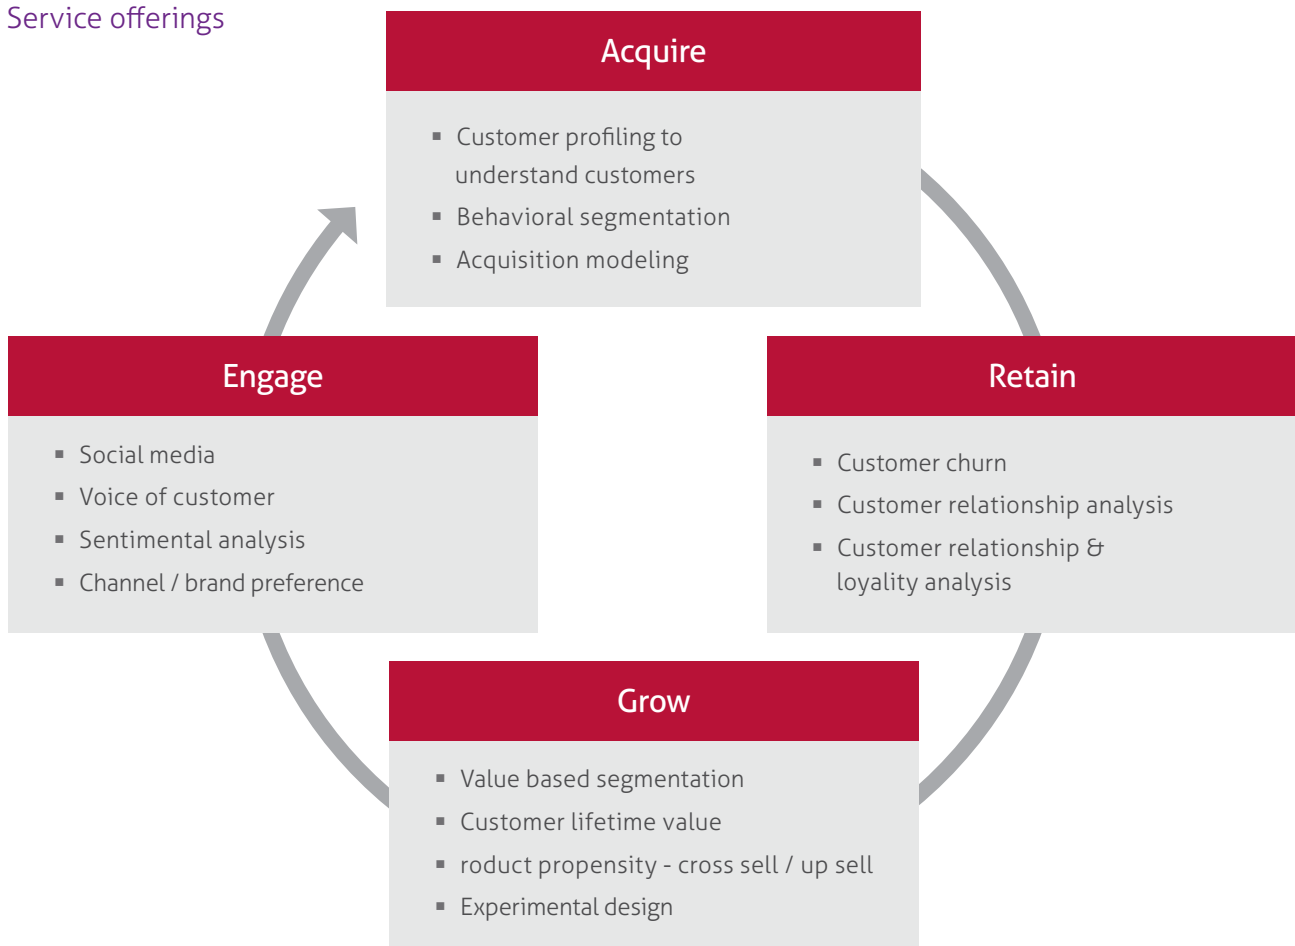 Service offerings
Acquire
▪ Customer profiling to
understand customers
▪ Behavioral segmentation
▪ Acquisition modeling
Engage
▪ Social media
▪ Voice of customer
▪ Sentimental analysis
▪ Channel / brand preference
Retain
▪ Customer churn
▪ Customer relationship analysis
▪ Customer relationship &
loyality analysis
Grow
▪ Value based segmentation
▪ Customer lifetime value
▪ roduct propensity - cross sell / up sell
▪ Experimental design